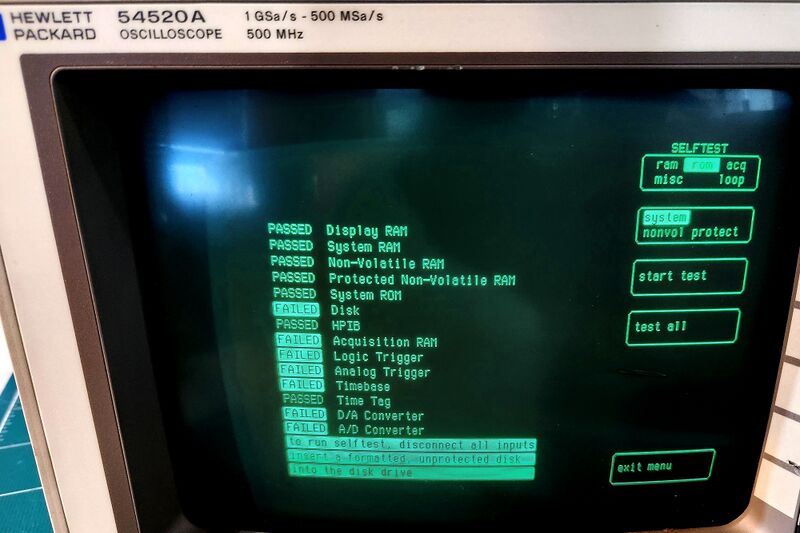 HEWLETT PACKARD
54520A OSCILLOSCOPE
1 GSa/s - 500 MSa/s
500 MHz
SELFTEST
ram rom acq
misc loop
system
nonvol protect
start test
test all
exit menu
PASSED Display RAM
PASSED System RAM
PASSED Non-Volatile RAM
PASSED Protected Non-Volatile RAM
PASSED System ROM
FAILED Disk
PASSED HPIB
FAILED Acquisition RAM
FAILED Logic Trigger
FAILED Analog Trigger
FAILED Timebase
PASSED Time Tag
FAILED D/A Converter
FAILED A/D Converter
to run selftest, disconnect all inputs
insert a formatted, unprotected disk
into the disk drive